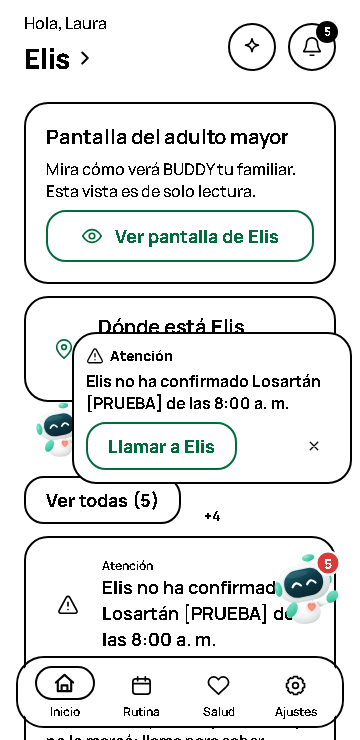 Hola, Laura
Elis
5
Pantalla del adulto mayor
Mira cómo verá BUDDY tu familiar.
Esta vista es de solo lectura.
Ver pantalla de Elis
Dónde está Elis
Atención
Elis no ha confirmado Losartán
[PRUEBA] de las 8:00 a. m.
Llamar a Elis
Ver todas (5)
+4
Atención
5
Elis no ha confirmad
Losartán [PRUEBA] de
las 8:00 a. m.
Inicio
Rutina
Salud
Ajustes